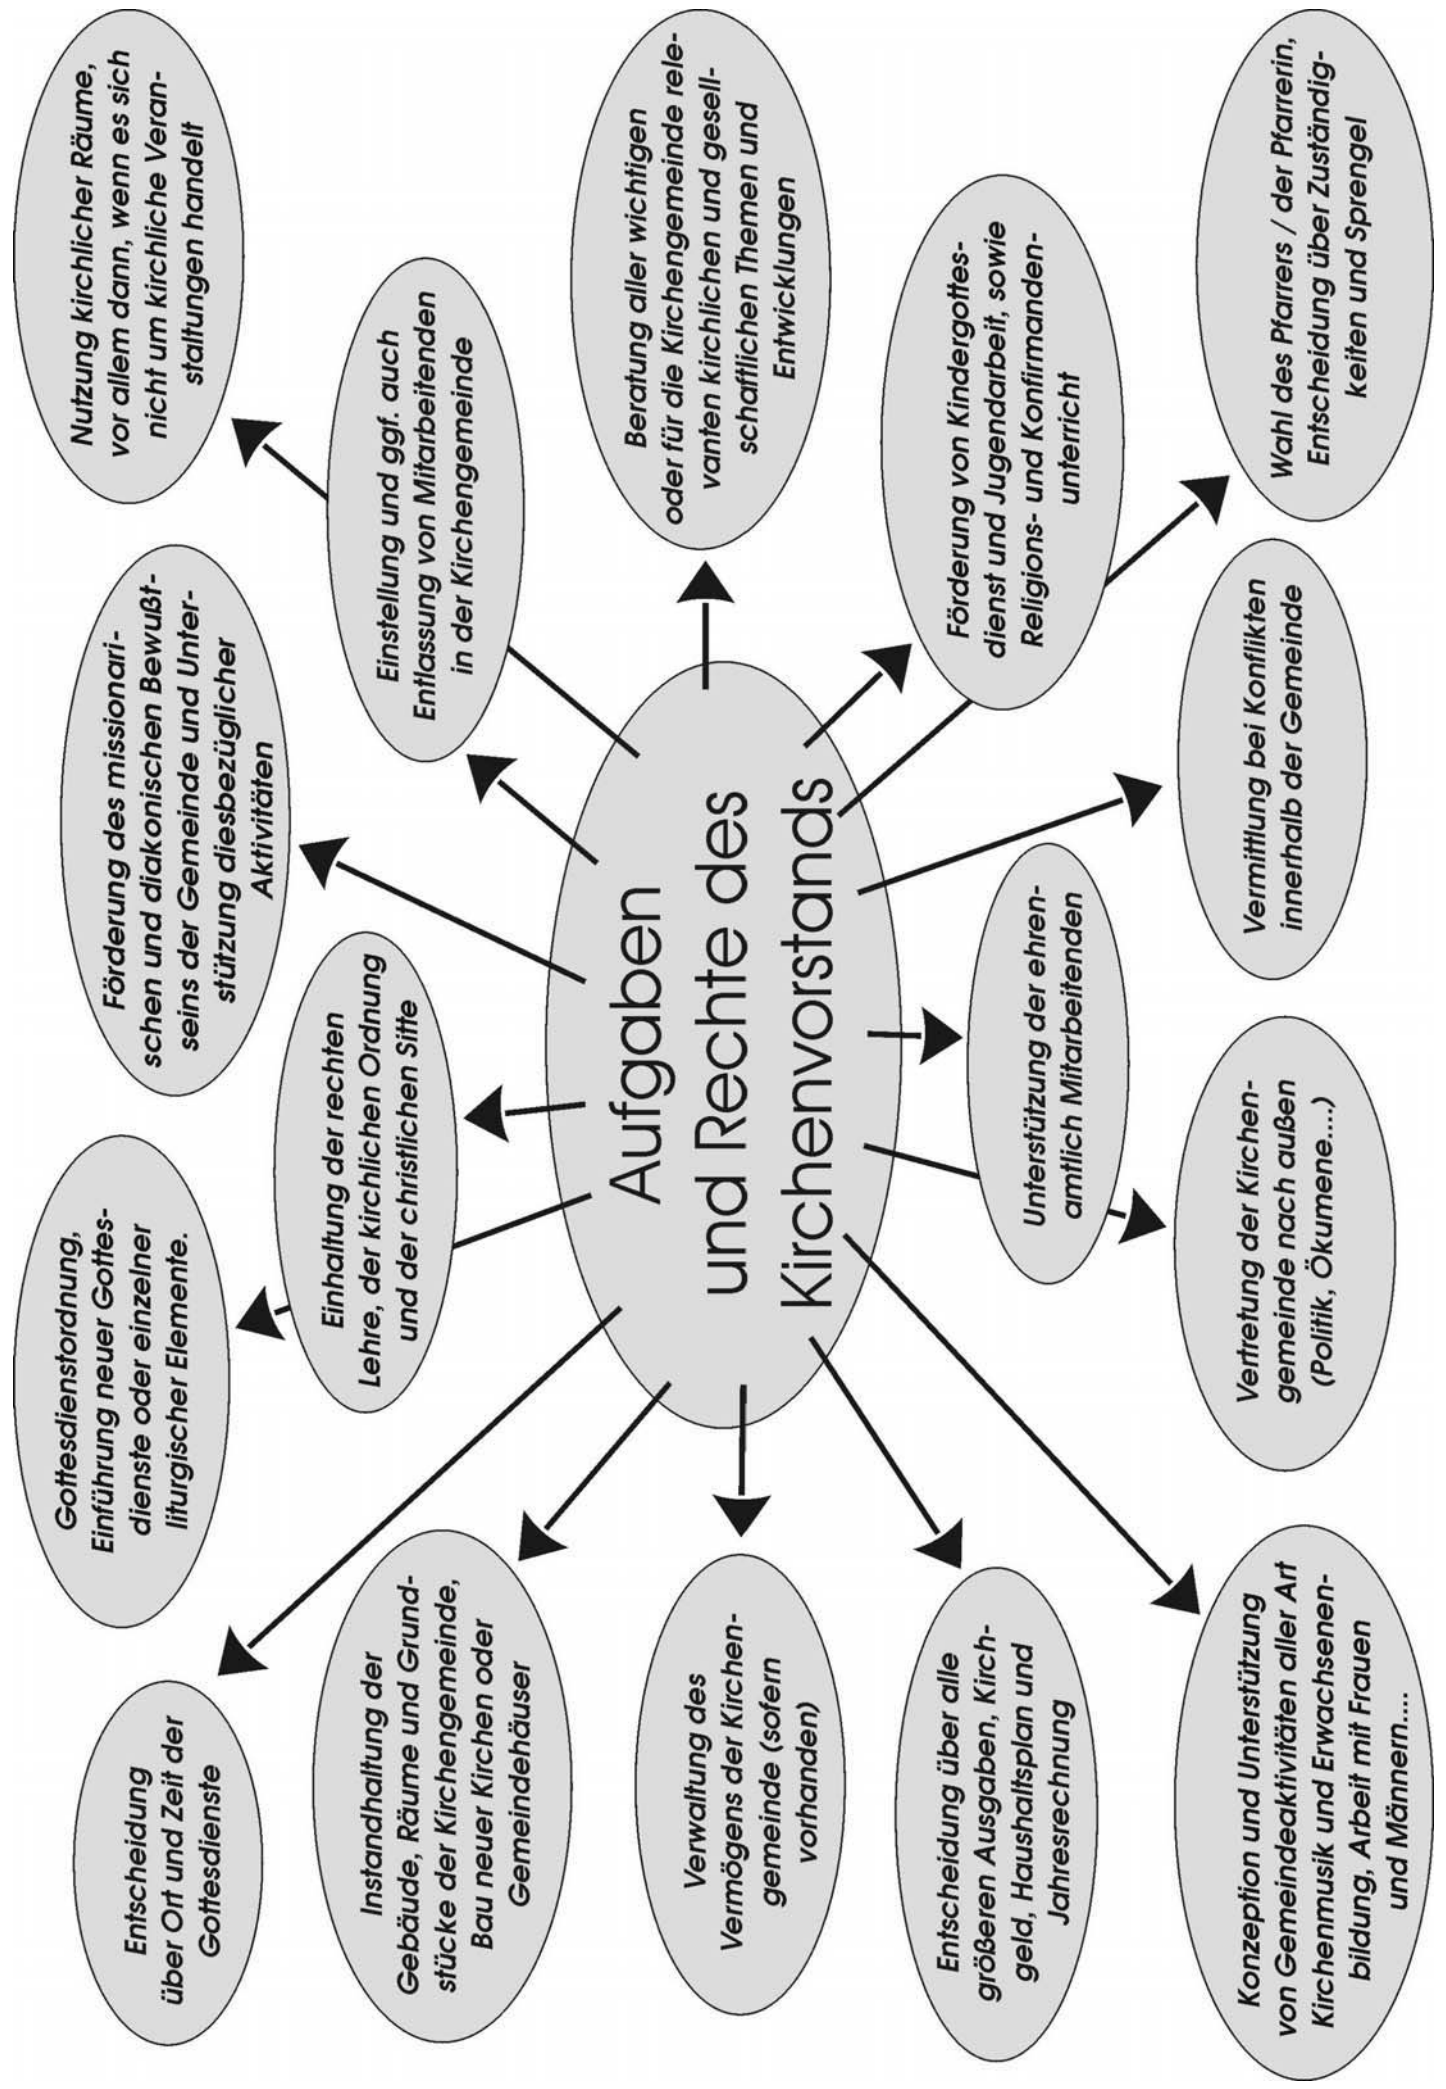 Entscheidung
über Ort und Zeit der
Gottesdienste
Gottesdienstordnung,
Einführung neuer Gottes-
dienste oder einzelner
liturgischer Elemente.
Förderung des missionari-
schen und diakonischen Bewußt-
seins der Gemeinde und Unter-
stützung diesbezüglicher
Aktivitäten
Nutzung kirchlicher Räume,
vor allem dann, wenn es sich
nicht um kirchliche Veran-
staltungen handelt
Instandhaltung der
Gebäude, Räume und Grund-
stücke der Kirchengemeinde,
Bau neuer Kirchen oder
Gemeindehäuser
Einhaltung der rechten
Lehre, der kirchlichen Ordnung
und der christlichen Sitte
Einstellung und ggf. auch
Entlassung von Mitarbeitenden
in der Kirchengemeinde
Verwaltung des
Vermögens der Kirchen-
gemeinde (sofern
vorhanden)
Aufgaben
und Rechte des
Kirchenvorstands
Beratung aller wichtigen
oder für die Kirchengemeinde rele-
vanten kirchlichen und gesell-
schaftlichen Themen und
Entwicklungen
Entscheidung über alle
größeren Ausgaben, Kirch-
geld, Haushaltsplan und
Jahresrechnung
Unterstützung der ehren-
amtlich Mitarbeitenden
Förderung von Kindergottes-
dienst und Jugendarbeit, sowie
Religions- und Konfirmanden-
unterricht
Konzeption und Unterstützung
von Gemeindeaktivitäten aller Art
Kirchenmusik und Erwachsenen-
bildung, Arbeit mit Frauen
und Männern...
Vertretung der Kirchen-
gemeinde nach außen
(Politik, Ökumene....)
Vermittlung bei Konflikten
innerhalb der Gemeinde
Wahl des Pfarrers / der Pfarrerin,
Entscheidung über Zuständig-
keiten und Sprengel